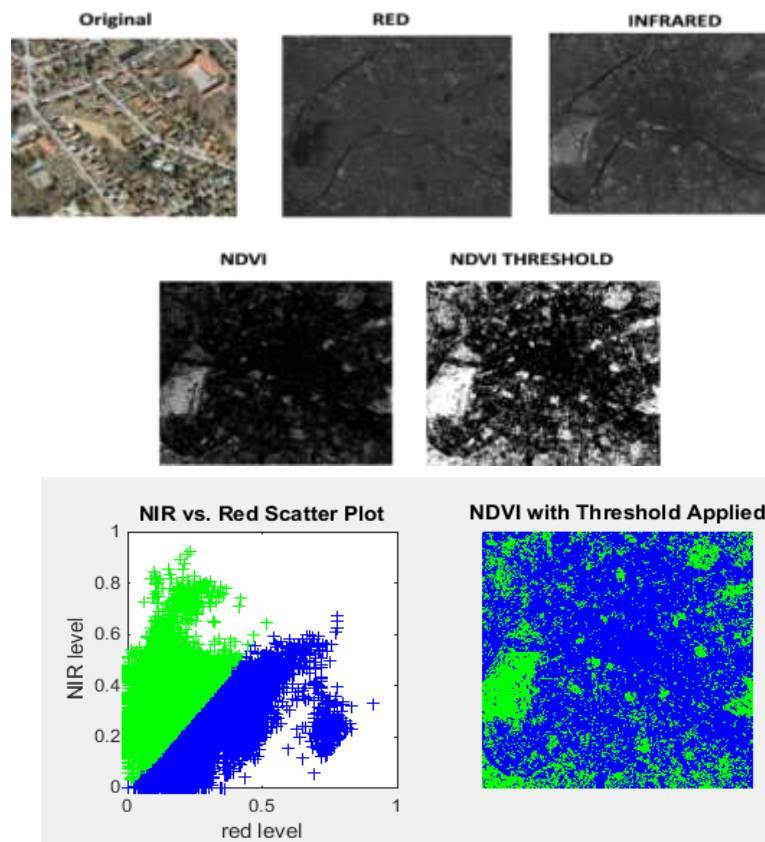 Original
RED
INFRARED
NDVI
NDVI THRESHOLD
NIR vs. Red Scatter Plot
1
0.8
0.6
0.4
0.2
0
NIR level
0
0.5
1
red level
NDVI with Threshold Applied